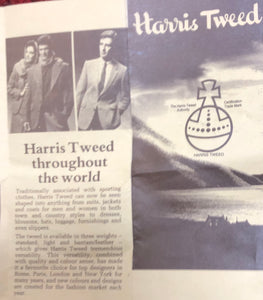 Harris Tweed
throughout
the world
Traditionally associated with sporting
clothes, Harris Tweed can now be seen
shaped into anything from suits, jackets
and coats for men and women in both
town and country styles to dresses,
blousons, hats, luggage, furnishings and
even slippers.
The tweed is available in three weights –
standard, light and bantam/feather –
which gives Harris Tweed tremendous
versatility. This versatility, combined
with quality and colour sense, has made
it a favourite choice for top designers in
Rome, Paris, London and New York for
many years, and new colours and designs
are created for the fashion market each
year.
Harris Tweed
The Harris Tweed
Authority
Certification
Trade Mark
HARRIS TWEED